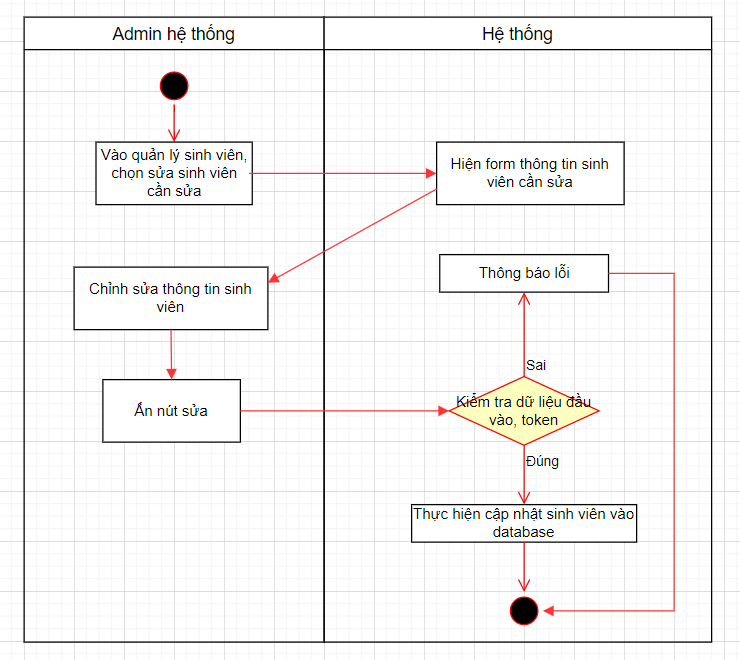 Admin hệ thống
Hệ thống
Vào quản lý sinh viên,
chọn sửa sinh viên
cần sửa
Hiện form thông tin sinh
viên cần sửa
Chỉnh sửa thông tin sinh
viên
Thông báo lỗi
Sai
Ấn nút sửa
Kiểm tra dữ liệu đầu
vào, token
Đúng
Thực hiện cập nhật sinh viên vào
database